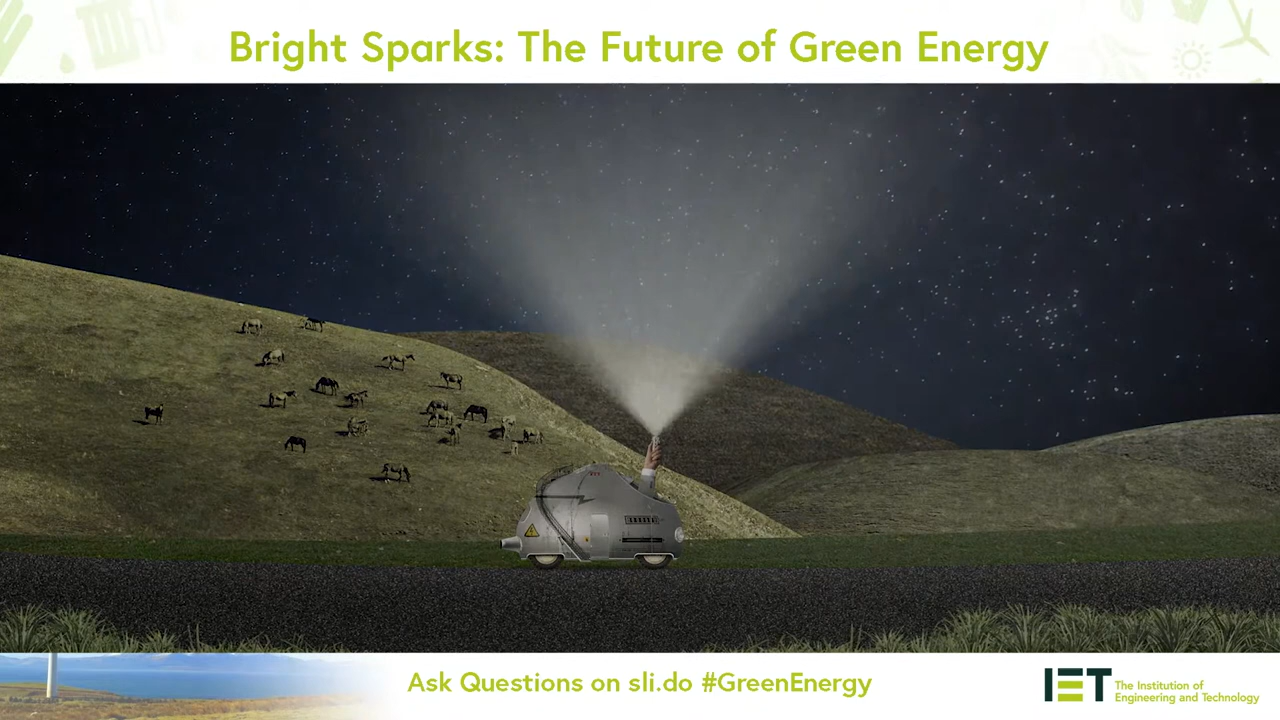 Bright Sparks: The Future of Green Energy
Ask Questions on sli.do #GreenEnergy
IET
The Institution of
Engineering and Technology